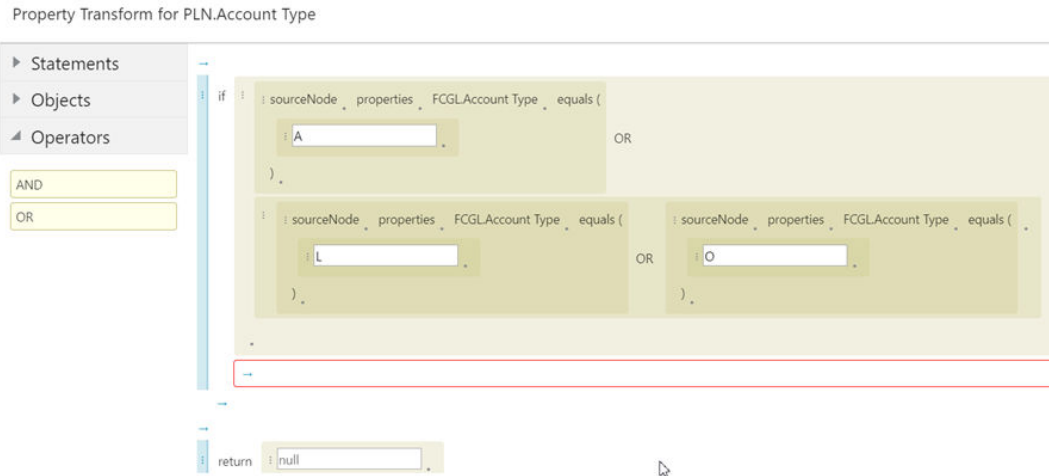 Property Transform for PLN.Account Type
Statements
Objects
Operators
AND
OR
if sourceNode . properties . FCGL.Account Type . equals (
A .
) .
OR
sourceNode . properties . FCGL.Account Type . equals (
L .
) .
OR
sourceNode . properties . FCGL.Account Type . equals ( .
O .
) .
.
return null .